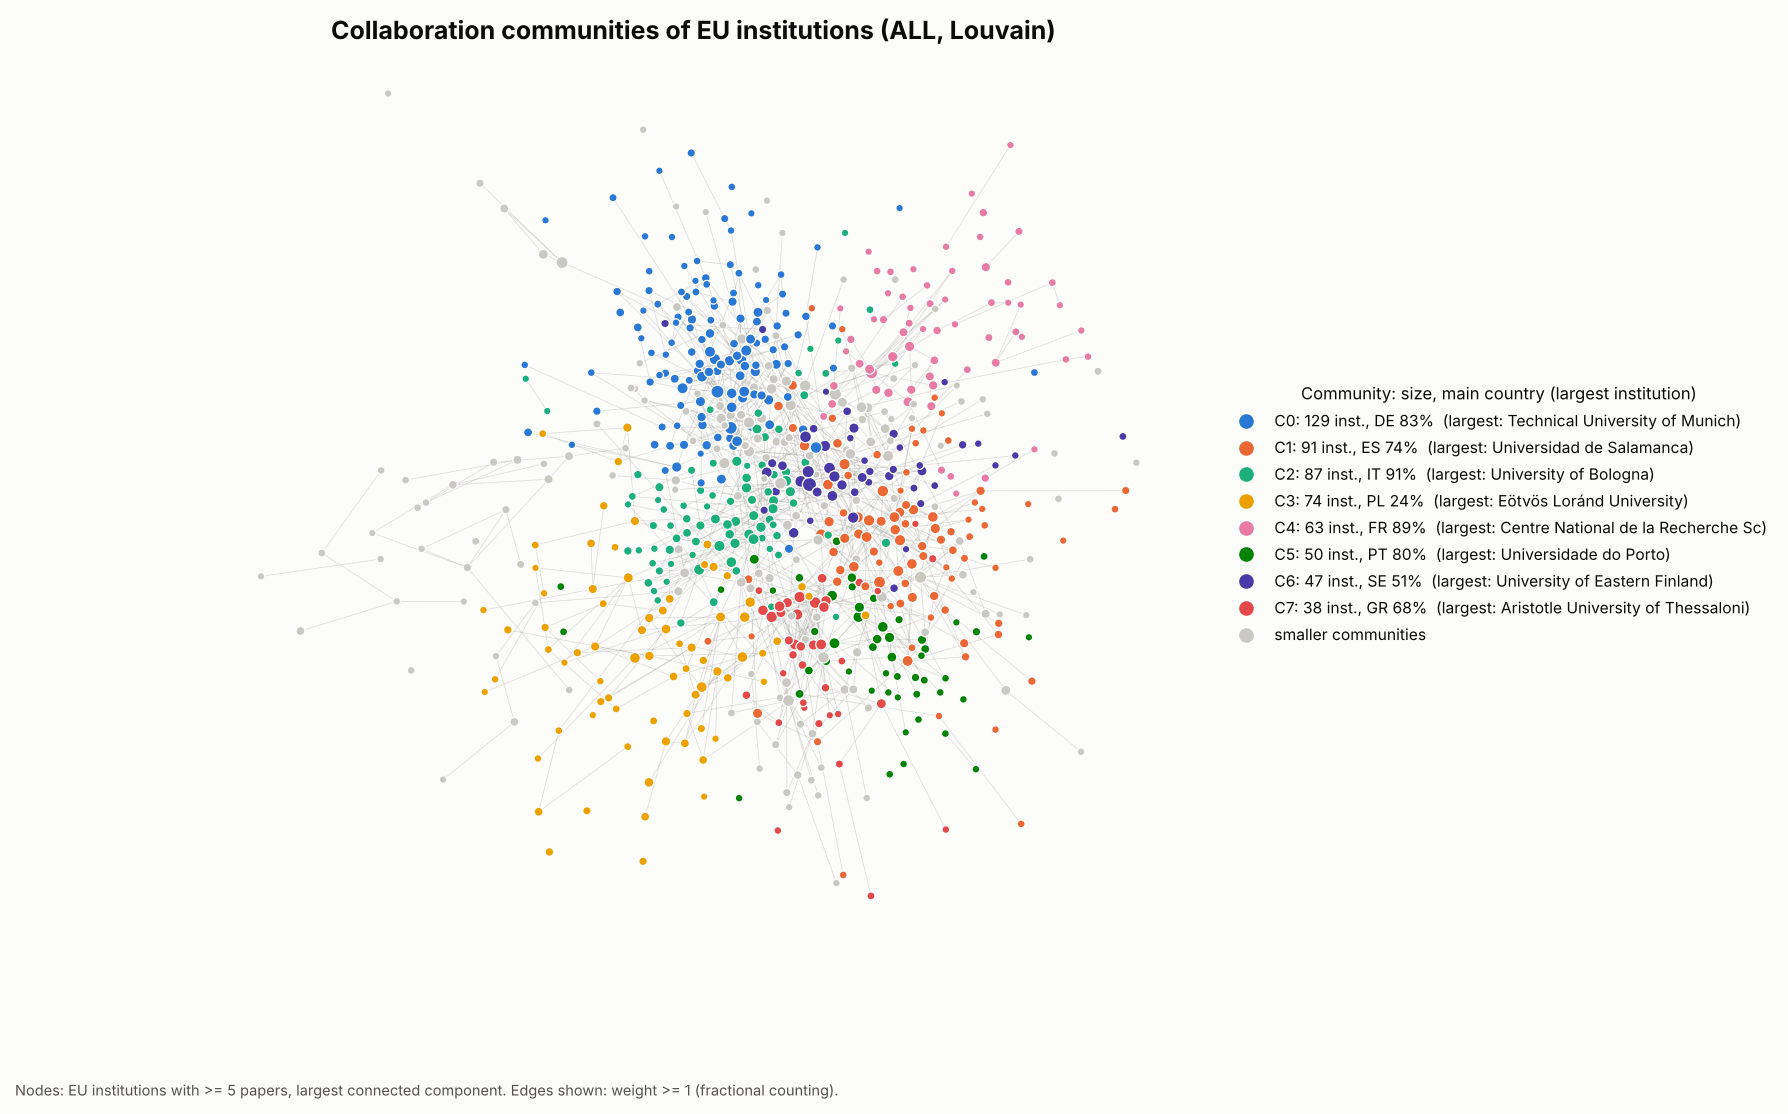 Collaboration communities of EU institutions (ALL, Louvain)
Community: size, main country (largest institution)
C0: 129 inst., DE 83%  (largest: Technical University of Munich)
C1: 91 inst., ES 74%  (largest: Universidad de Salamanca)
C2: 87 inst., IT 91%  (largest: University of Bologna)
C3: 74 inst., PL 24%  (largest: Eötvös Loránd University)
C4: 63 inst., FR 89%  (largest: Centre National de la Recherche Sc)
C5: 50 inst., PT 80%  (largest: Universidade do Porto)
C6: 47 inst., SE 51%  (largest: University of Eastern Finland)
C7: 38 inst., GR 68%  (largest: Aristotle University of Thessaloni)
smaller communities
Nodes: EU institutions with >= 5 papers, largest connected component. Edges shown: weight >= 1 (fractional counting).